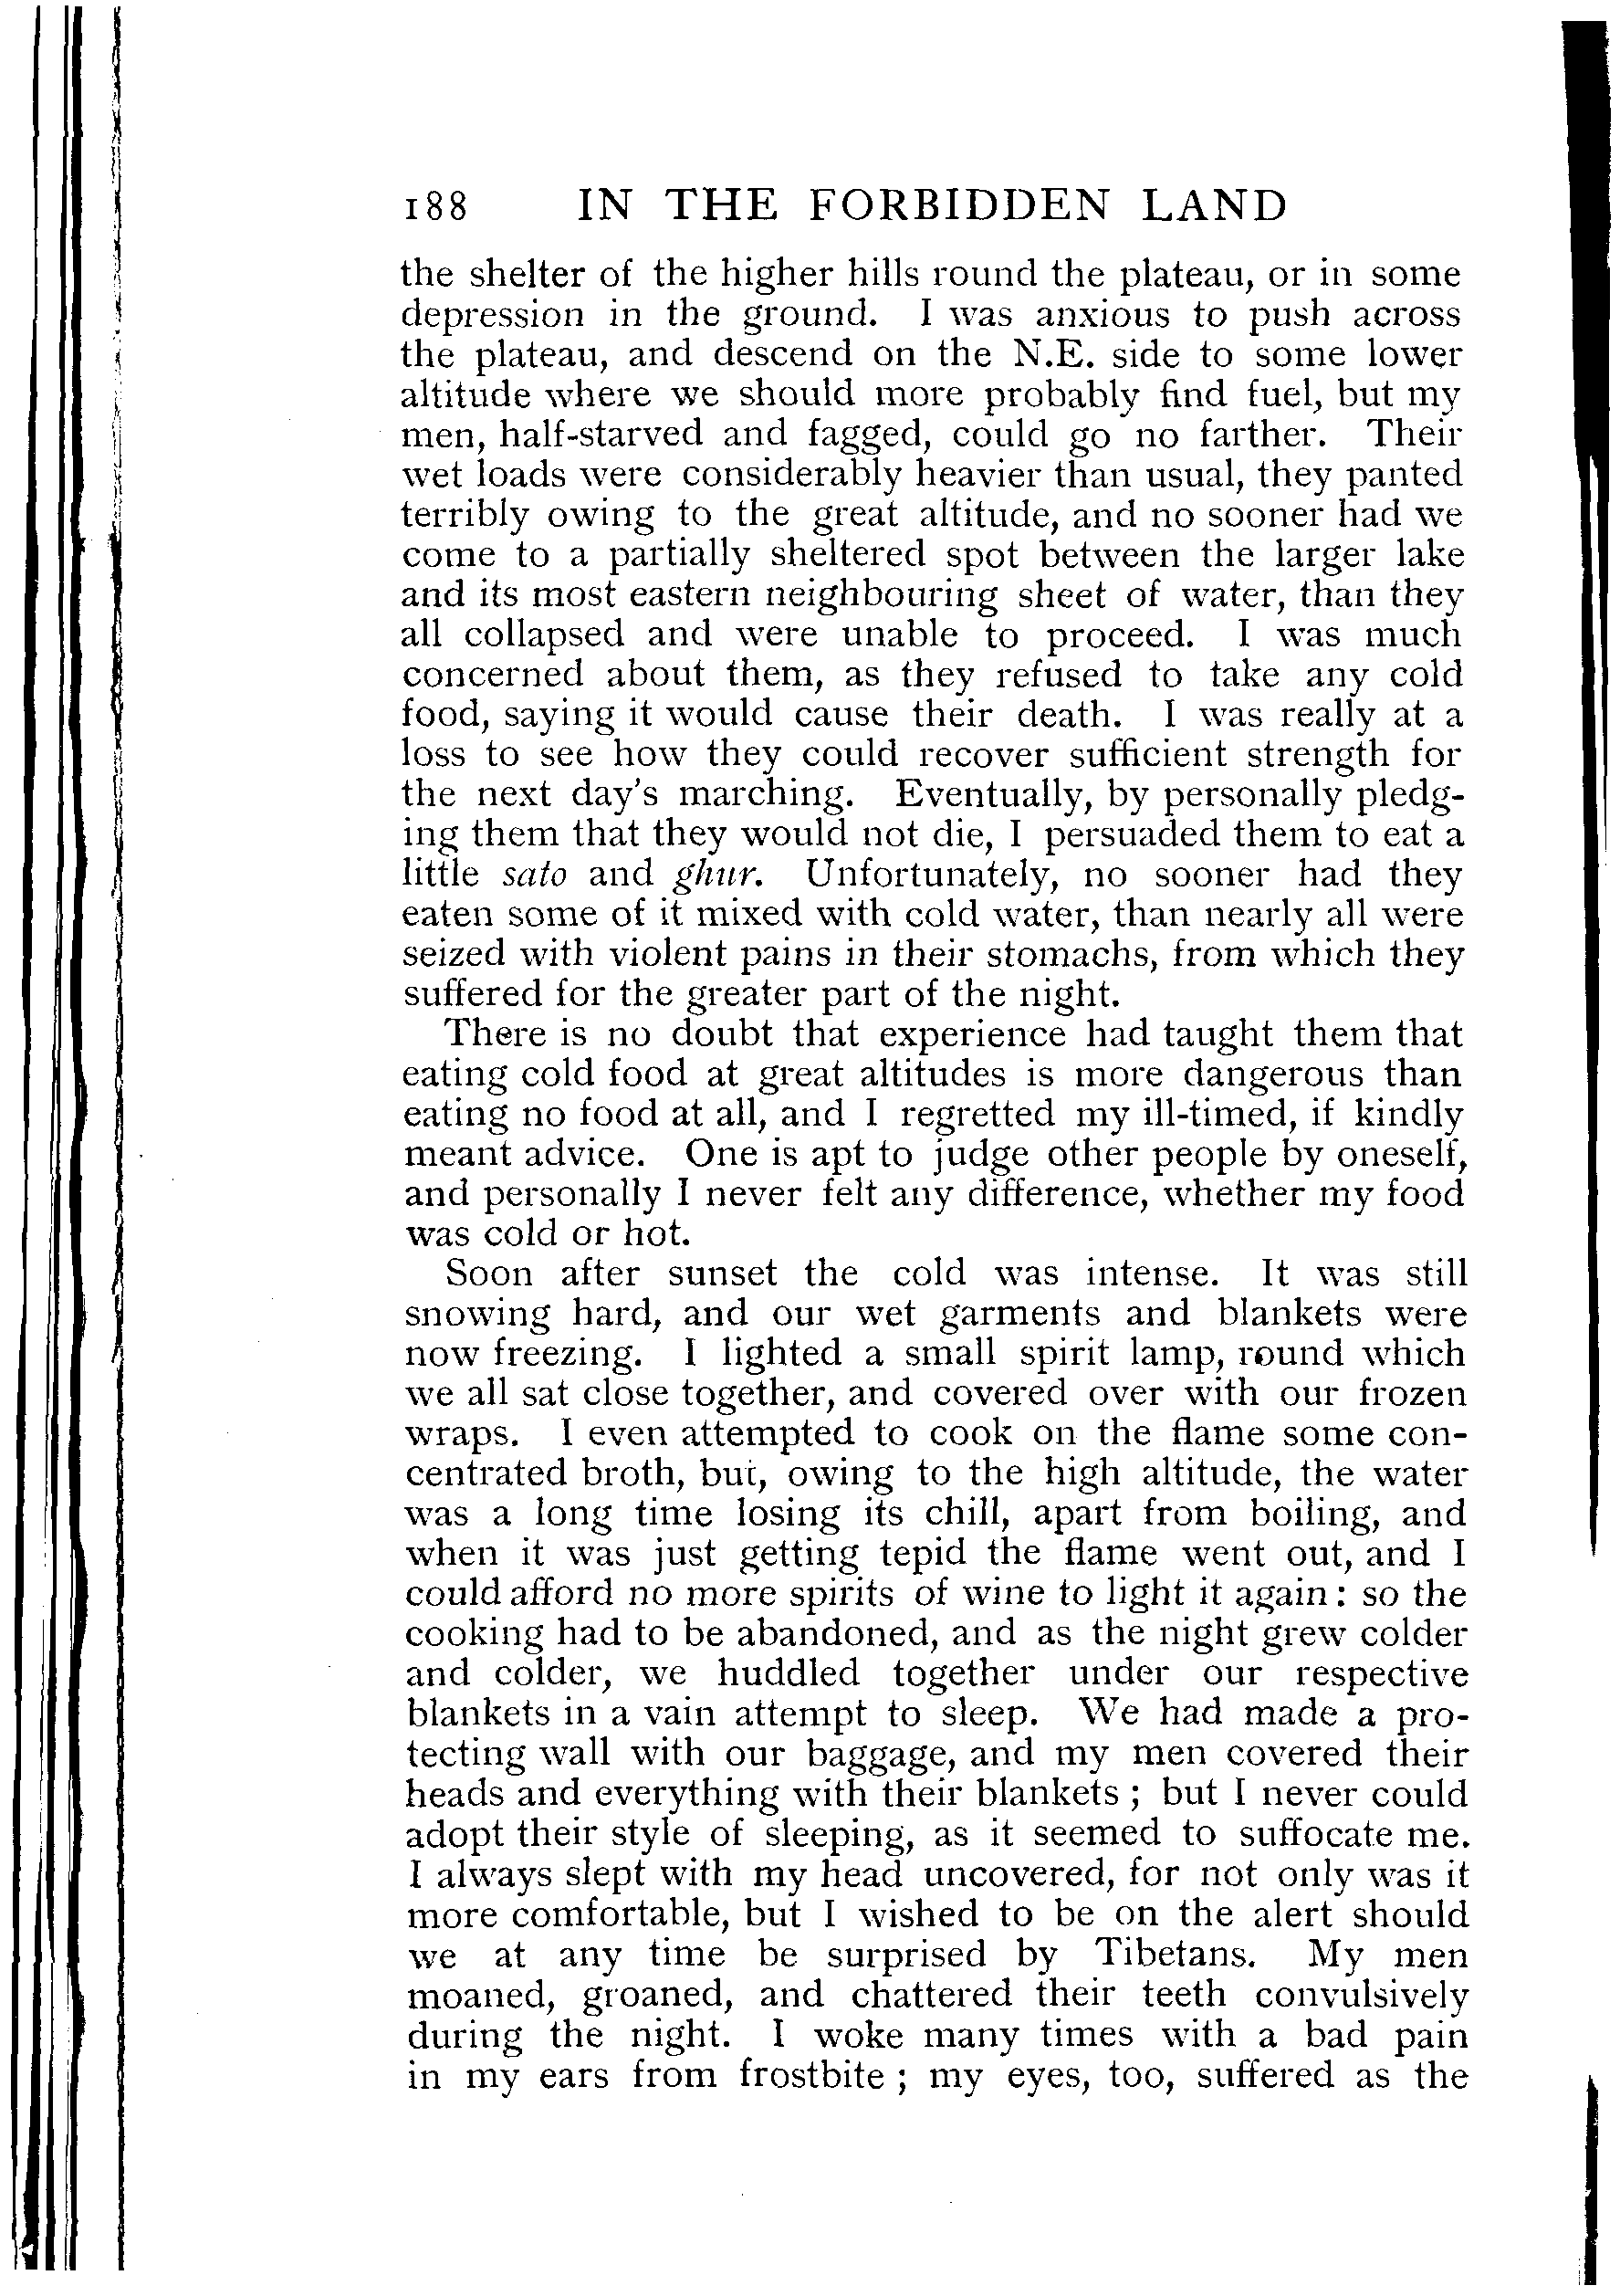 188 IN THE FORBIDDEN LAND
the shelter of the higher hills round the plateau, or in some
depression in the ground. I was anxious to push across
the plateau, and descend on the N.E. side to some lower
altitude where we should more probably find fuel, but my
men, half-starved and fagged, could go no farther. Their
wet loads were considerably heavier than usual, they panted
terribly owing to the great altitude, and no sooner had we
come to a partially sheltered spot between the larger lake
and its most eastern neighbouring sheet of water, than they
all collapsed and were unable to proceed. I was much
concerned about them, as they refused to take any cold
food, saying it would cause their death. I was really at a
loss to see how they could recover sufficient strength for
the next day's marching. Eventually, by personally pledg-
ing them that they would not die, I persuaded them to eat a
little sato and ghur. Unfortunately, no sooner had they
eaten some of it mixed with cold water, than nearly all were
seized with violent pains in their stomachs, from which they
suffered for the greater part of the night.
There is no doubt that experience had taught them that
eating cold food at great altitudes is more dangerous than
eating no food at all, and I regretted my ill-timed, if kindly
meant advice. One is apt to judge other people by oneself,
and personally I never felt any difference, whether my food
was cold or hot.
Soon after sunset the cold was intense. It was still
snowing hard, and our wet garments and blankets were
now freezing. I lighted a small spirit lamp, round which
we all sat close together, and covered over with our frozen
wraps. I even attempted to cook on the flame some con-
centrated broth, but, owing to the high altitude, the water
was a long time losing its chill, apart from boiling, and
when it was just getting tepid the flame went out, and I
could afford no more spirits of wine to light it again: so the
cooking had to be abandoned, and as the night grew colder
and colder, we huddled together under our respective
blankets in a vain attempt to sleep. We had made a pro-
tecting wall with our baggage, and my men covered their
heads and everything with their blankets; but I never could
adopt their style of sleeping, as it seemed to suffocate me.
I always slept with my head uncovered, for not only was it
more comfortable, but I wished to be on the alert should
we at any time be surprised by Tibetans. My men
moaned, groaned, and chattered their teeth convulsively
during the night. I woke many times with a bad pain
in my ears from frostbite; my eyes, too, suffered as the